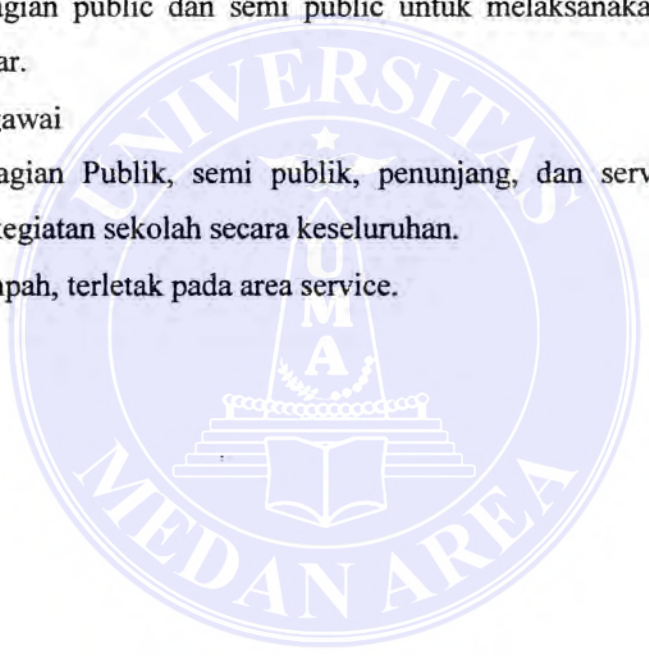 agian public dan semi public untuk melaksanaka
ar.
gawai
agian Publik, semi publik, penunjang, dan serv
kegiatan sekolah secara keseluruhan.
npah, terletak pada area service.
UNIVERSITAS
U
M
A
MEDAN AREA